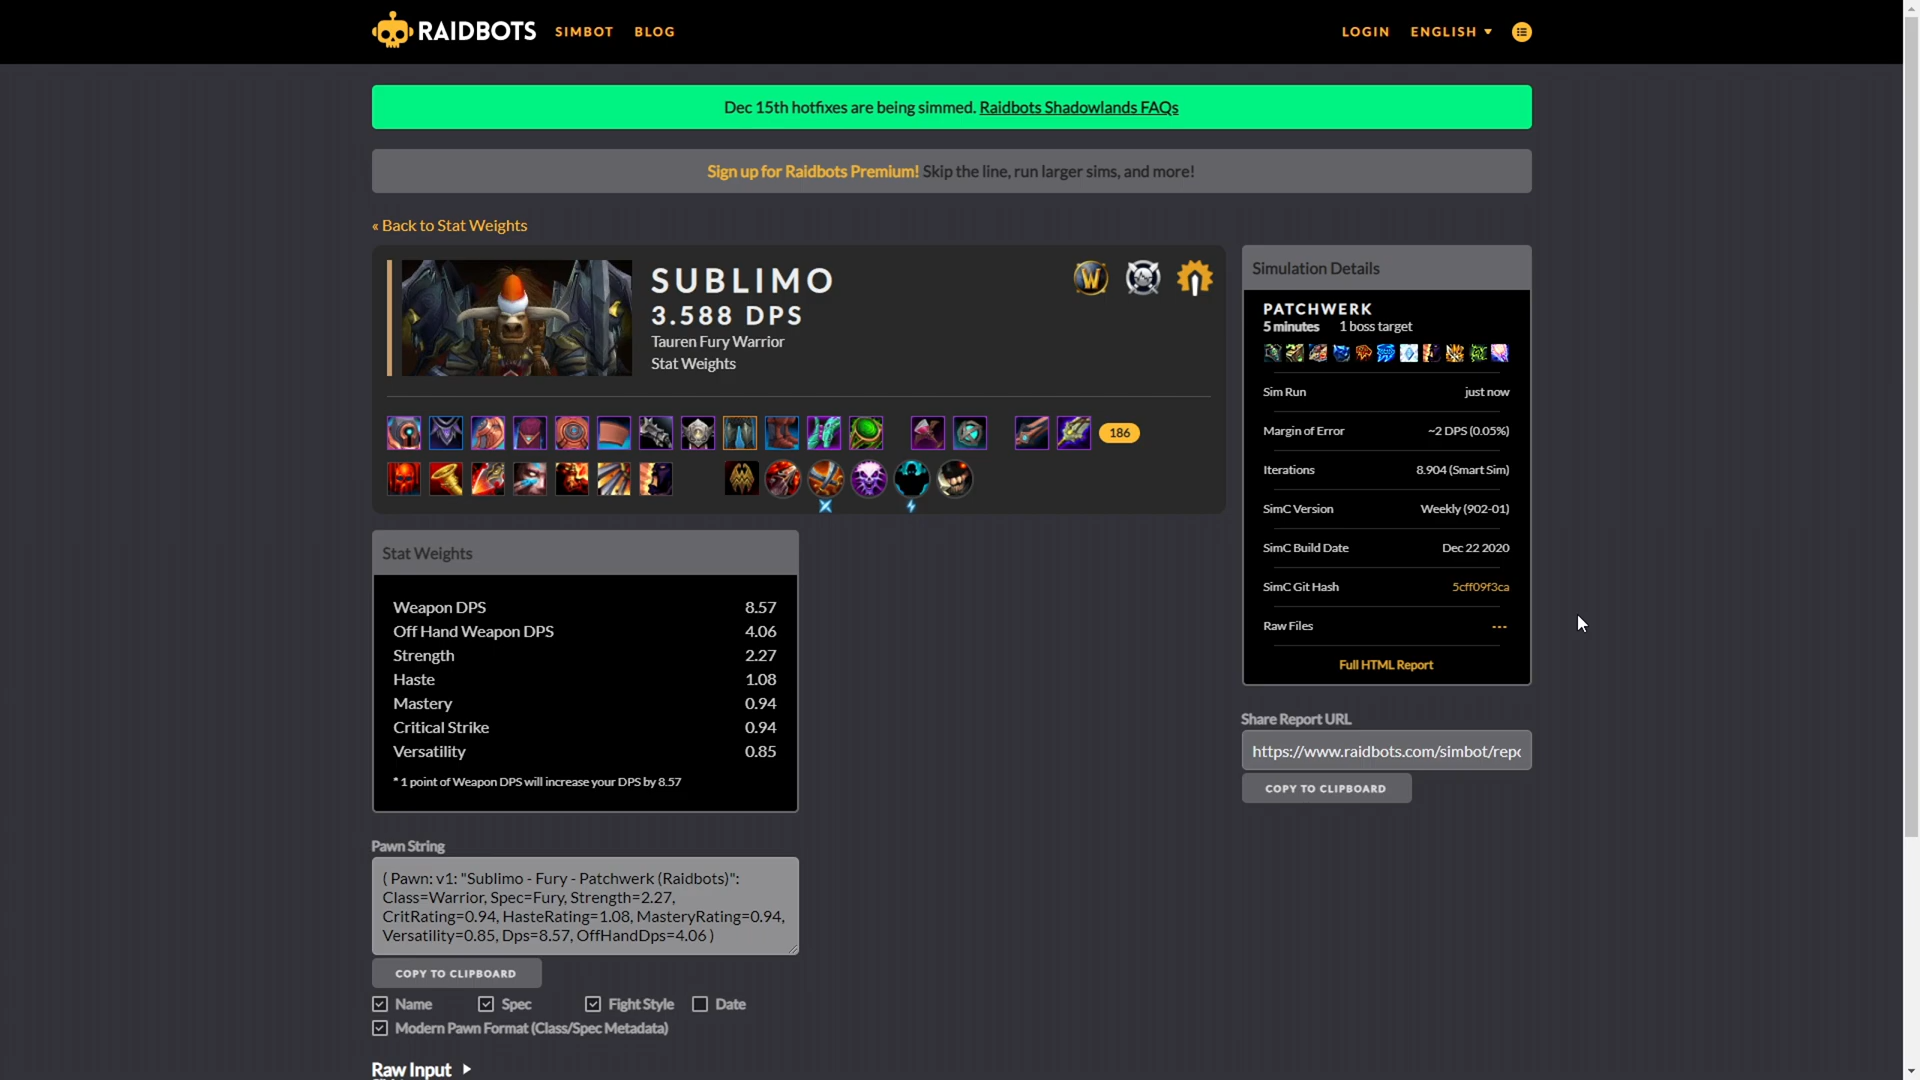 RAIDBOTS
SIMBOT
BLOG
LOGIN
ENGLISH
Dec 15th hotfixes are being simmed. Raidbots Shadowlands FAQs
Sign up for Raidbots Premium! Skip the line, run larger sims, and more!
« Back to Stat Weights
SUBLIMO
3.588 DPS
Tauren Fury Warrior
Stat Weights
186
Simulation Details
PATCHWERK
5 minutes 1 boss target
Sim Run just now
Margin of Error ~2 DPS (0.05%)
Iterations 8.904 (Smart Sim)
SimC Version Weekly (902-01)
SimC Build Date Dec 22 2020
SimC Git Hash 5cff09f3ca
Raw Files ---
Full HTML Report
Share Report URL
https://www.raidbots.com/simbot/repo
COPY TO CLIPBOARD
Stat Weights
Weapon DPS 8.57
Off Hand Weapon DPS 4.06
Strength 2.27
Haste 1.08
Mastery 0.94
Critical Strike 0.94
Versatility 0.85
* 1 point of Weapon DPS will increase your DPS by 8.57
Pawn String
( Pawn: v1: "Sublimo - Fury - Patchwerk (Raidbots)":
Class=Warrior, Spec=Fury, Strength=2.27,
CritRating=0.94, HasteRating=1.08, MasteryRating=0.94,
Versatility=0.85, Dps=8.57, OffHandDps=4.06 )
COPY TO CLIPBOARD
Name Spec Fight Style Date
Modern Pawn Format (Class/Spec Metadata)
Raw Input